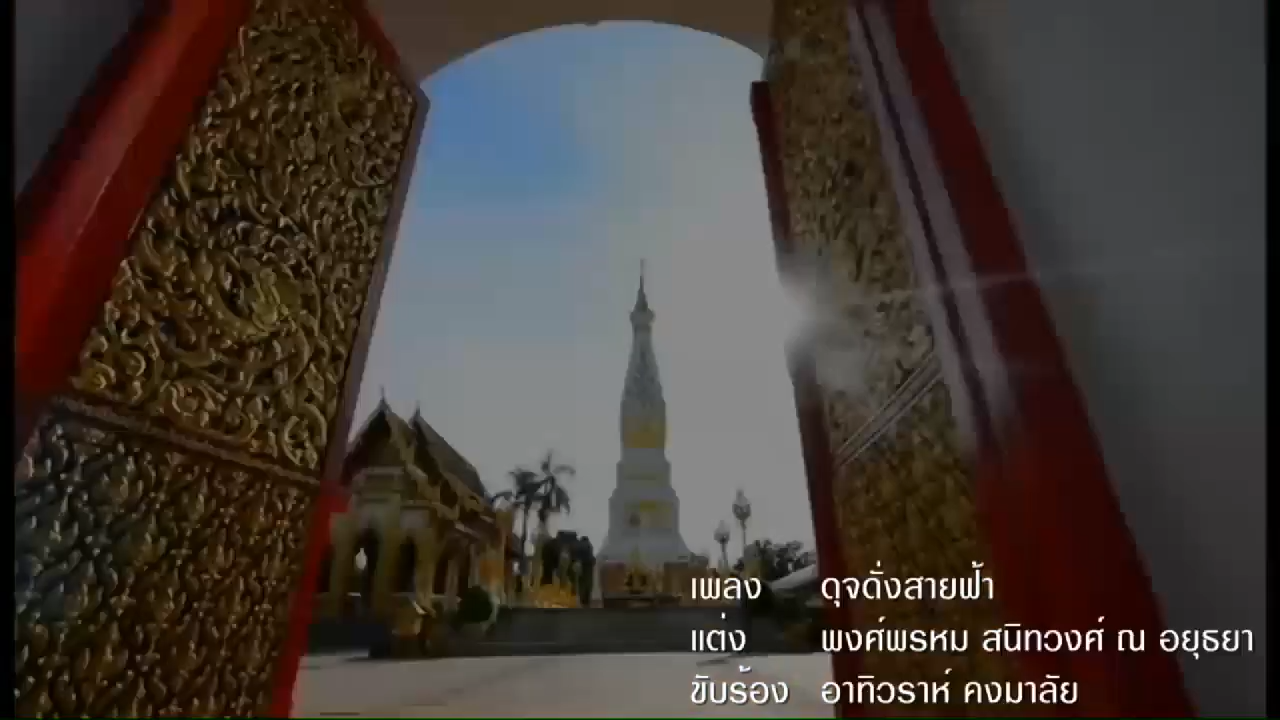 เพลง ดุจดั่งสายฟ้า
แต่ง พงศ์พรหม สนิทวงศ์ ณ อยุธยา
ขับร้อง อาทิวราห์ คงมาลัย